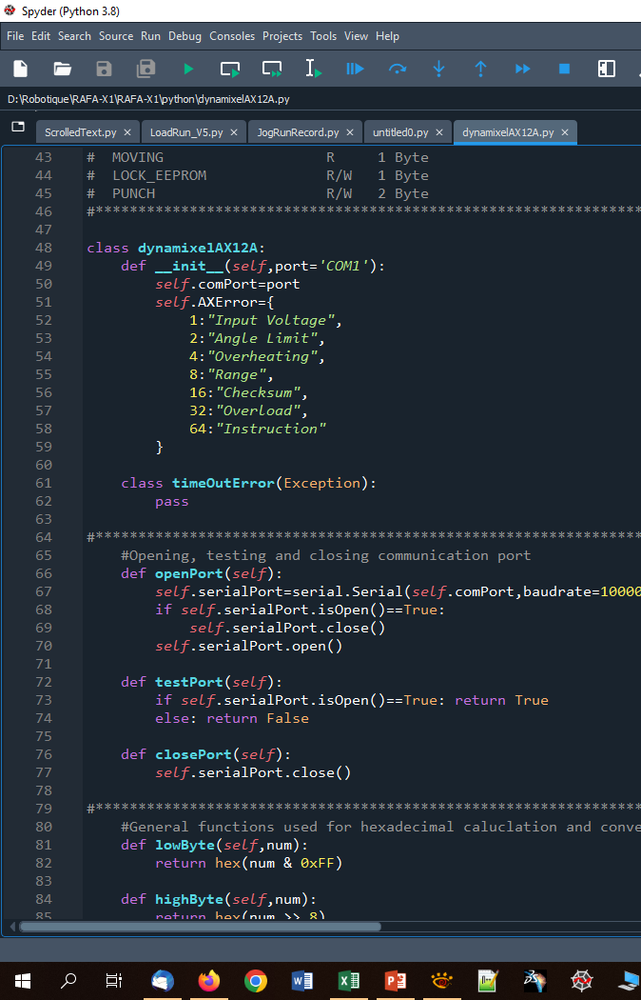 Spyder (Python 3.8)
File Edit Search Source Run Debug Consoles Projects Tools View Help
D:\Robotique\RAFA-X1\RAFA-X1\python\dynamixelAX12A.py
ScrolledText.py × LoadRun_V5.py × JogRunRecord.py × untitled0.py × dynamixelAX12A.py ×
43 #  MOVING                   R     1 Byte
44 #  LOCK_EEPROM              R/W   1 Byte
45 #  PUNCH                    R/W   2 Byte
46 #****************************************************************
47
48 class dynamixelAX12A:
49     def __init__(self,port='COM1'):
50         self.comPort=port
51         self.AXError={
52             1:"Input Voltage",
53             2:"Angle Limit",
54             4:"Overheating",
55             8:"Range",
56             16:"Checksum",
57             32:"Overload",
58             64:"Instruction"
59         }
60
61     class timeOutError(Exception):
62         pass
63
64 #****************************************************************
65     #Opening, testing and closing communication port
66     def openPort(self):
67         self.serialPort=serial.Serial(self.comPort,baudrate=10000
68         if self.serialPort.isOpen()==True:
69             self.serialPort.close()
70         self.serialPort.open()
71
72     def testPort(self):
73         if self.serialPort.isOpen()==True: return True
74         else: return False
75
76     def closePort(self):
77         self.serialPort.close()
78
79 #****************************************************************
80     #General functions used for hexadecimal caluclation and conve
81     def lowByte(self,num):
82         return hex(num & 0xFF)
83
84     def highByte(self,num):
85         return hex(num >> 8)